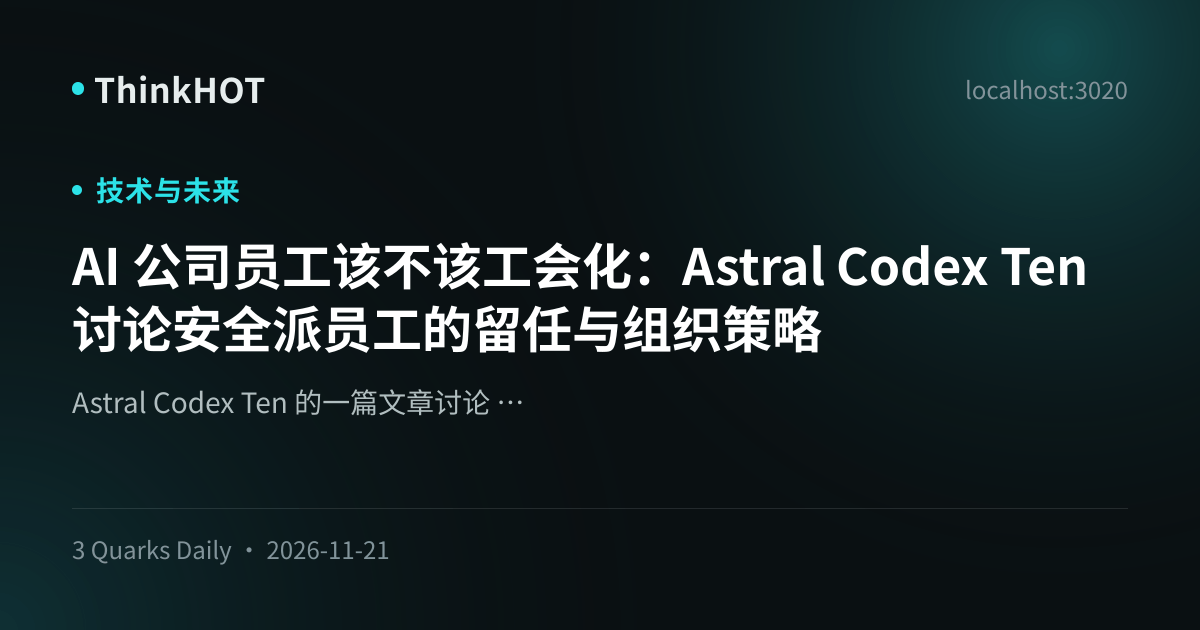 ThinkHOT
localhost:3020
技术与未来
AI 公司员工该不该工会化：Astral Codex Ten
讨论安全派员工的留任与组织策略
Astral Codex Ten 的一篇文章讨论 …
3 Quarks Daily · 2026-11-21